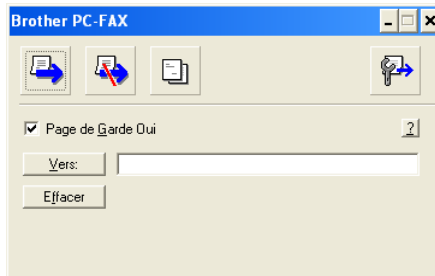 Brother PC-FAX
Page de Garde Oui
?
Vers:
Effacer